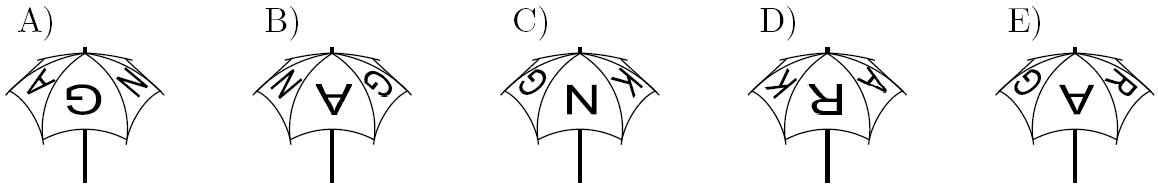 A) B) C) D) E)
A G N N A G G N K K R A G A R